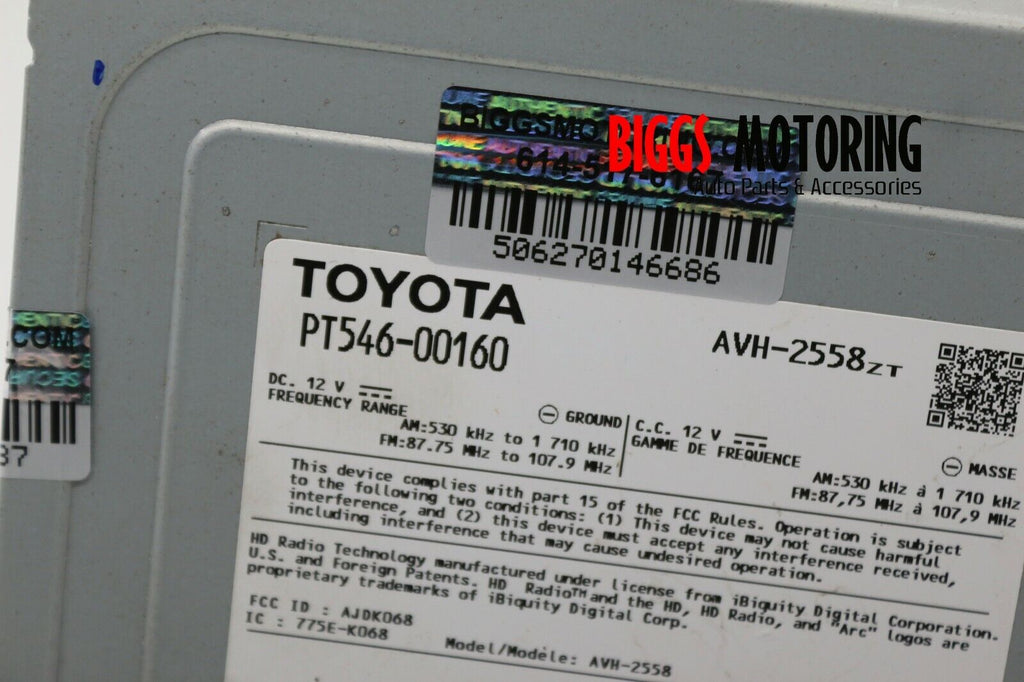 BIGGS MOTORING
Auto Parts & Accessories
AUTHENTIC
BIGGSMO
614-5
506270146686
.COM
37
TOYOTA
PT546-00160
AVH-2558ZT
DC. 12 V
FREQUENCY RANGE
GROUND
AM:530 kHz to 1 710 kHz
FM:87.75 MHz to 107.9 MHz
C.C. 12 V
GAMME DE FREQUENCE
MASSE
AM:530 kHz à 1 710 kHz
FM:87,75 MHz à 107,9 MHz
This device complies with part 15 of the FCC Rules. Operation is subject
to the following two conditions: (1) This device may not cause harmful
interference, and (2) this device must accept any interference received,
including interference that may cause undesired operation.
HD Radio Technology manufactured under license from iBiquity Digital Corporation.
U.S. and Foreign Patents. HD Radio™ and the HD, HD Radio, and "Arc" logos are
proprietary trademarks of iBiquity Digital Corp.
FCC ID : AJDK068
IC : 775E-K068
Model/Modèle: AVH-2558